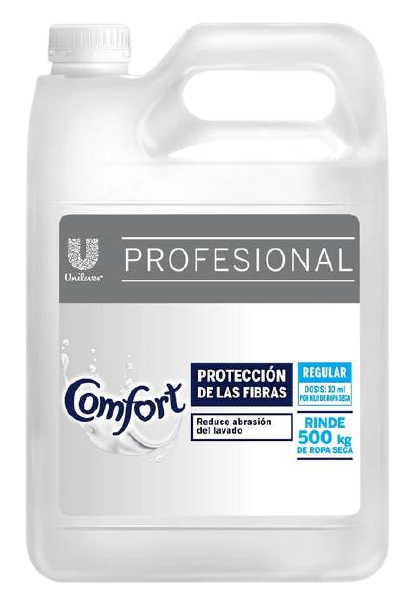 Unilever
PROFESIONAL
Comfort
PROTECCIÓN
DE LAS FIBRAS
Reduce abrasión
del lavado
REGULAR
DOSIS: 10 ml
POR KILO DE ROPA SECA
RINDE
500 kg
DE ROPA SECA